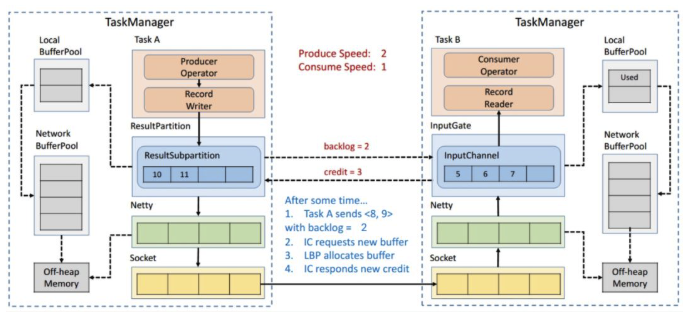 TaskManager
Local
BufferPool
Task A
Producer
Operator
Record
Writer
ResultPartition
Network
BufferPool
ResultSubpartition
10 11
Netty
Socket
Off-heap
Memory
Produce Speed: 2
Consume Speed: 1
backlog = 2
credit = 3
After some time...
1. Task A sends <8, 9>
with backlog = 2
2. IC requests new buffer
3. LBP allocates buffer
4. IC responds new credit
TaskManager
Task B
Local
BufferPool
Consumer
Operator
Used
Record
Reader
InputGate
Network
BufferPool
InputChannel
5 6 7
Netty
Socket
Off-heap
Memory